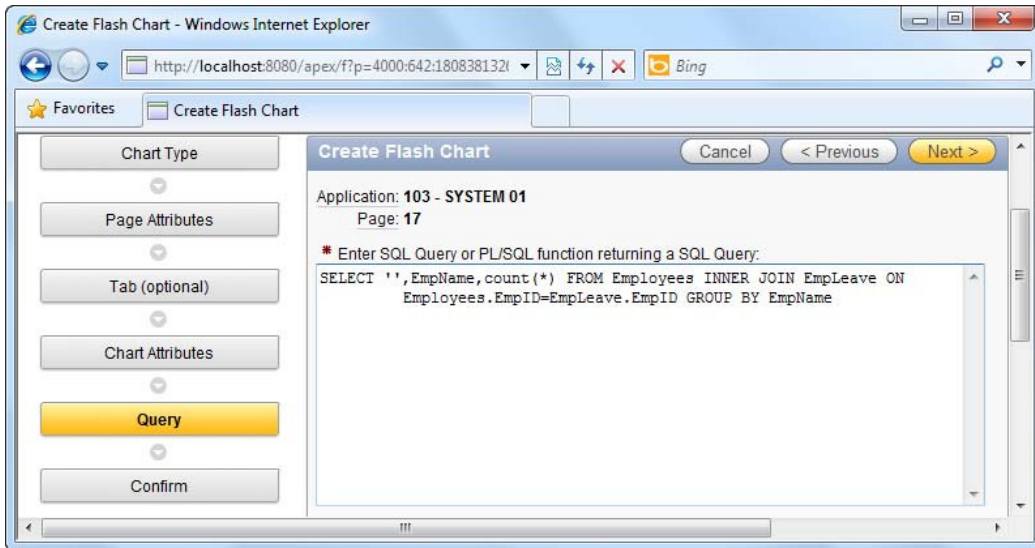 Create Flash Chart - Windows Internet Explorer
http://localhost:8080/apex/f?p=4000:642:180838132 Bing
Favorites Create Flash Chart
Chart Type
Page Attributes
Tab (optional)
Chart Attributes
Query
Confirm
Create Flash Chart Cancel < Previous Next >
Application: 103 - SYSTEM 01
Page: 17
* Enter SQL Query or PL/SQL function returning a SQL Query:
SELECT '',EmpName,count(*) FROM Employees INNER JOIN EmpLeave ON
Employees.EmpID=EmpLeave.EmpID GROUP BY EmpName